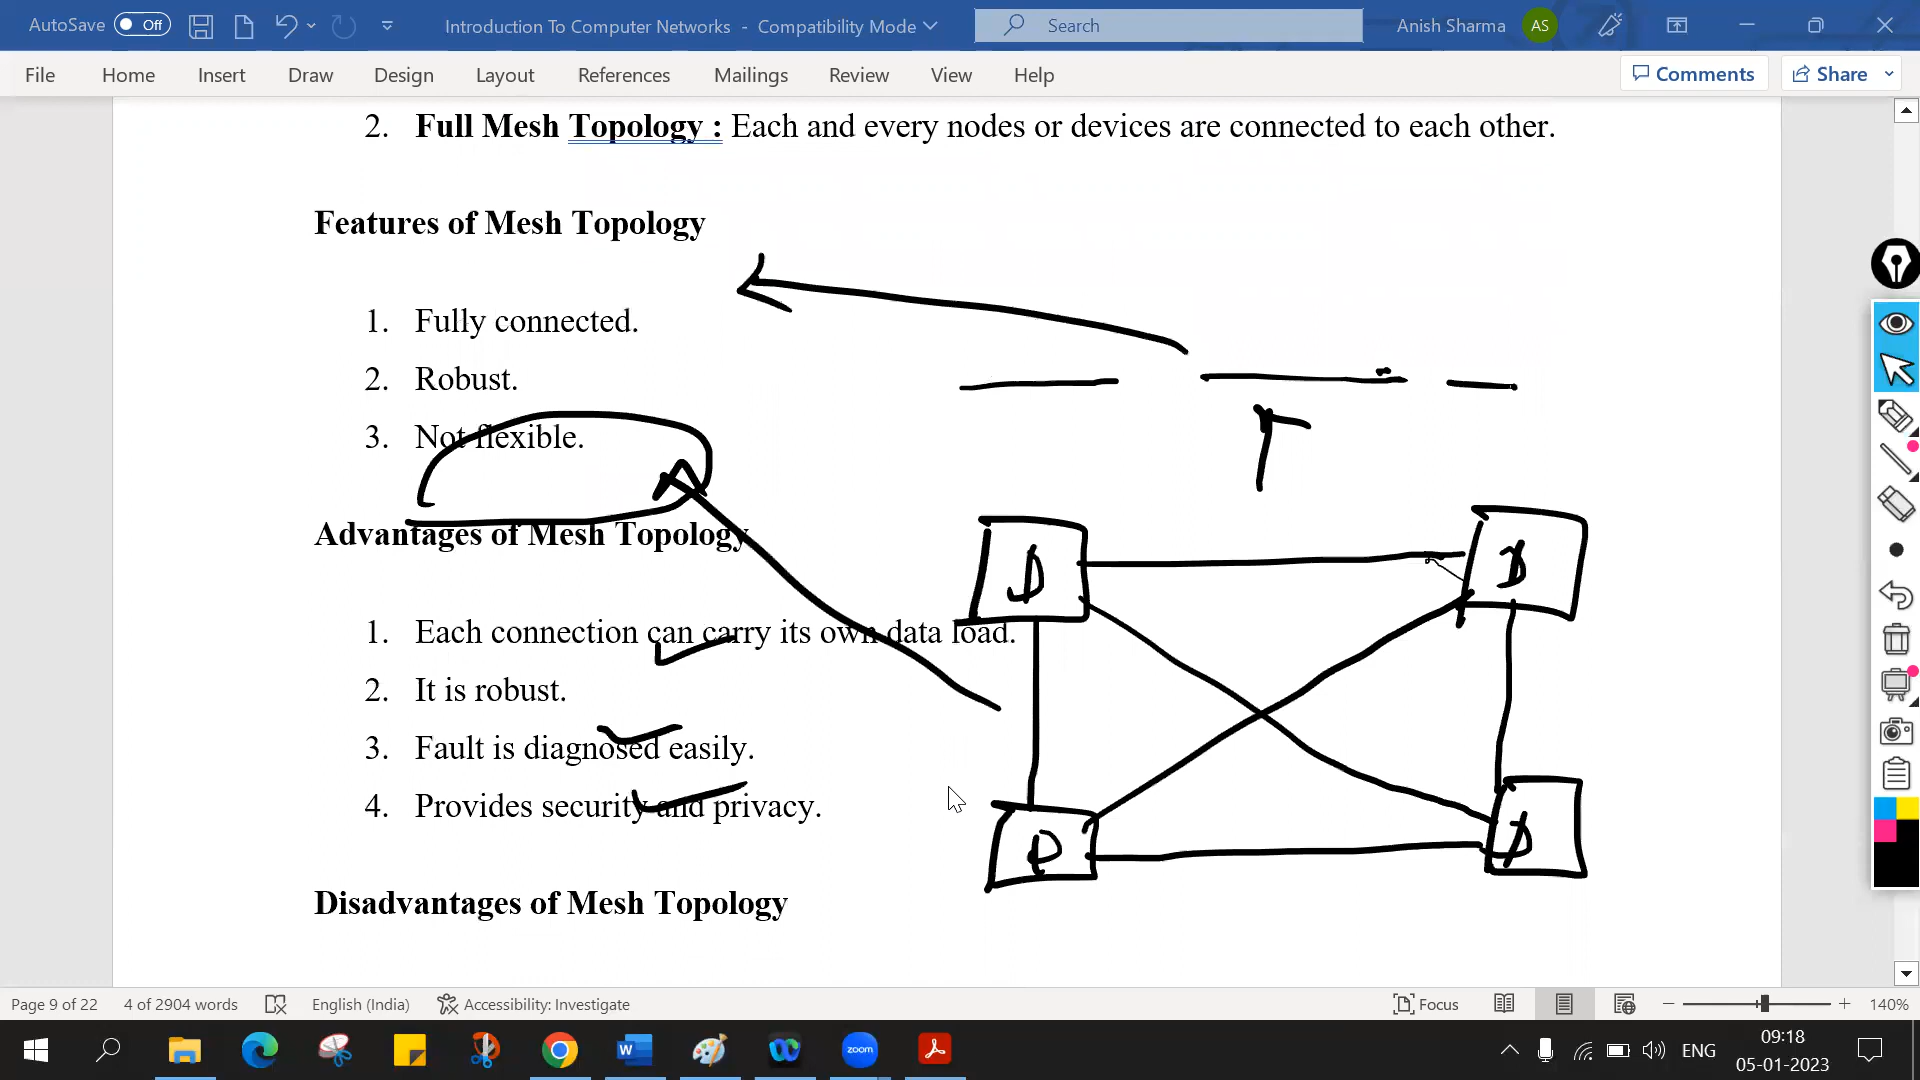 AutoSave Off Introduction To Computer Networks - Compatibility Mode Search Anish Sharma AS
File Home Insert Draw Design Layout References Mailings Review View Help Comments Share
2. Full Mesh Topology : Each and every nodes or devices are connected to each other.
Features of Mesh Topology
1. Fully connected.
2. Robust.
3. Not flexible.
Advantages of Mesh Topology
D D
1. Each connection can carry its own data load.
2. It is robust.
3. Fault is diagnosed easily.
4. Provides security and privacy.
D D
Disadvantages of Mesh Topology
Page 9 of 22 4 of 2904 words English (India) Accessibility: Investigate Focus 140%
W zoom ENG 09:18
05-01-2023